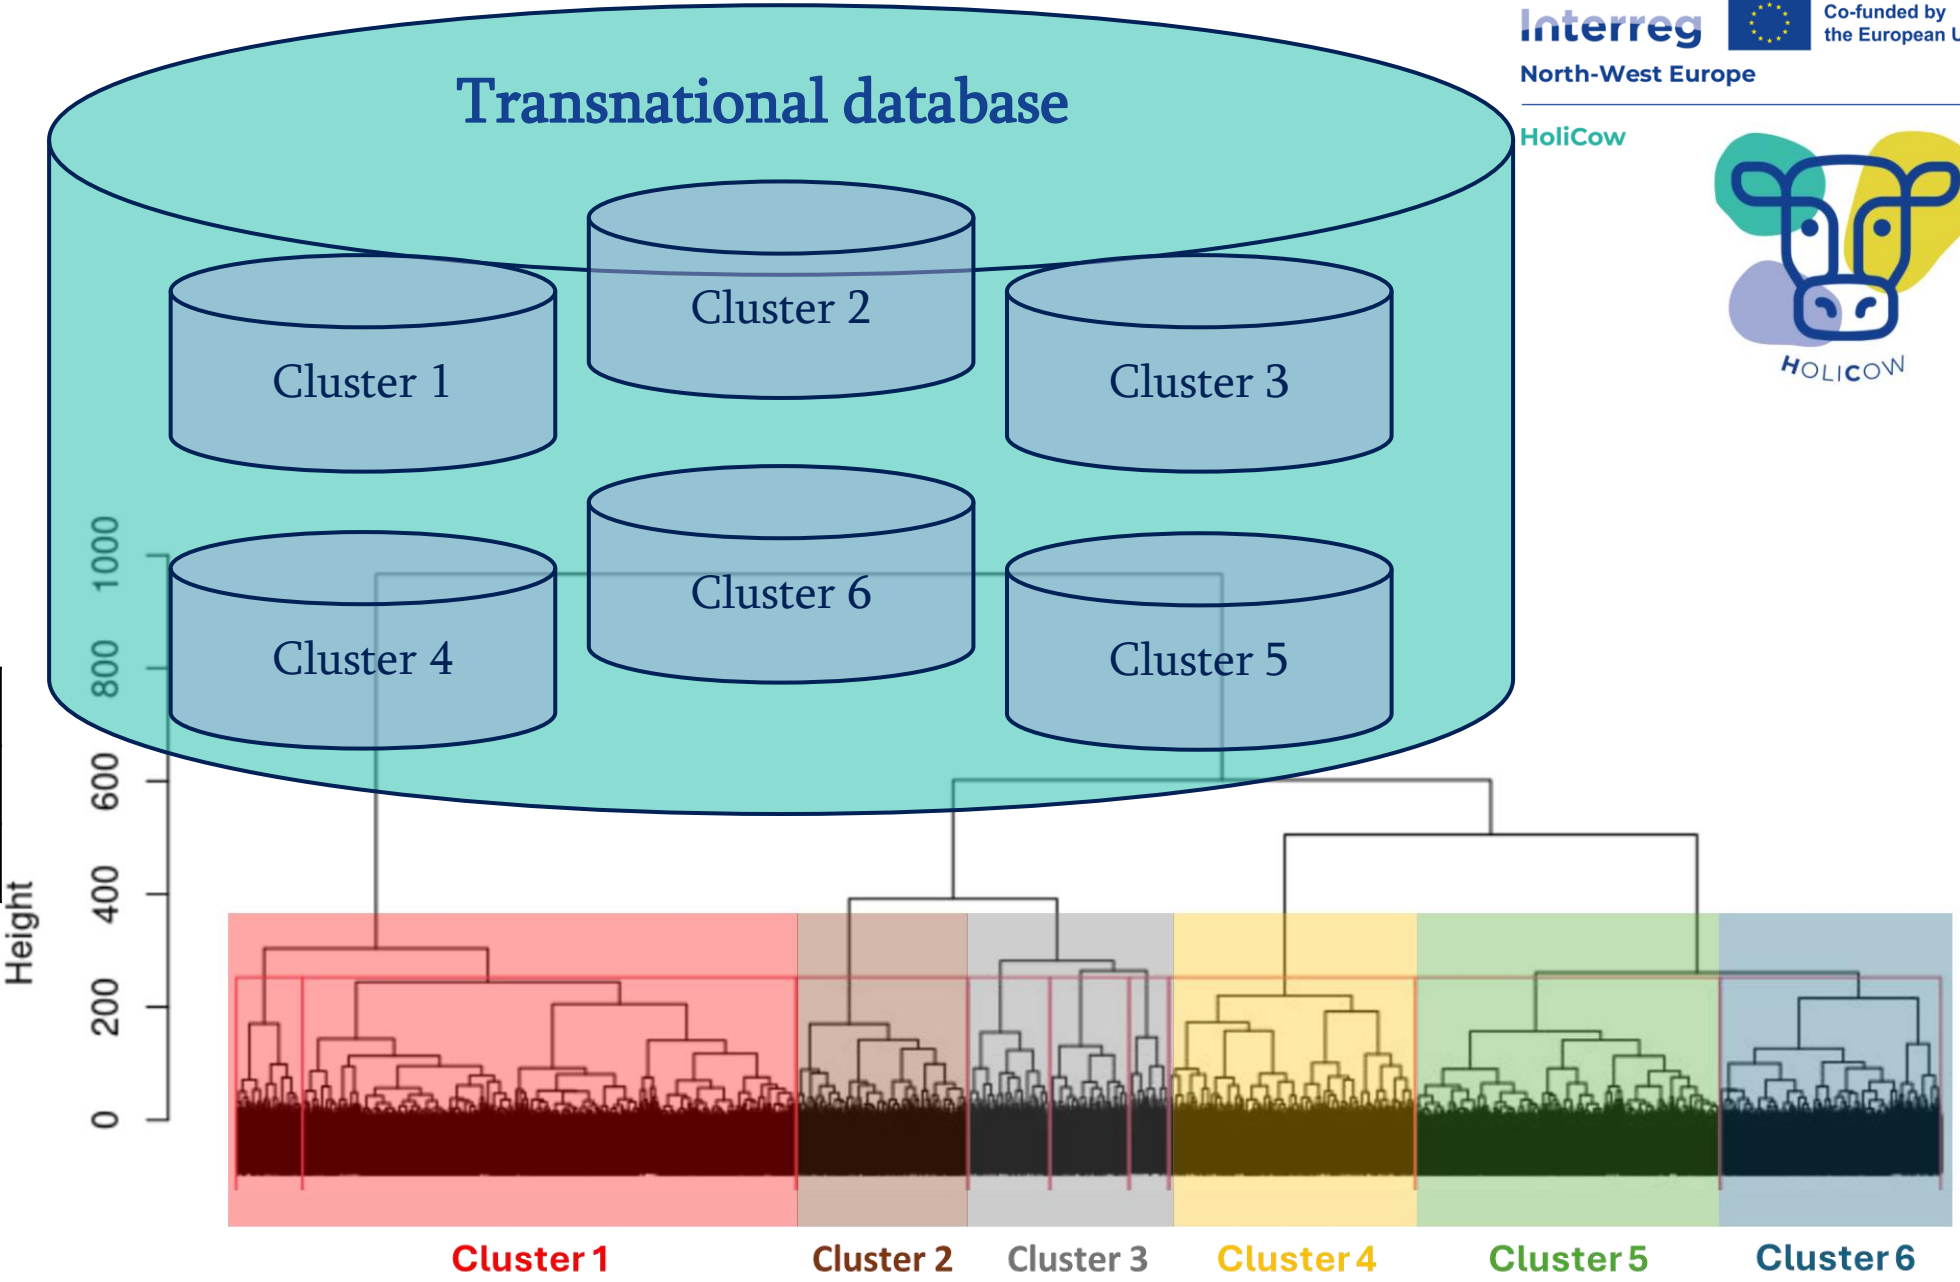 Interreg
Co-funded by
the European U
North-West Europe
HoliCow
HOLICOW
Transnational database
Cluster 1
Cluster 2
Cluster 3
Cluster 4
Cluster 6
Cluster 5
Height
1000
800
600
400
200
0
Cluster 1
Cluster 2
Cluster 3
Cluster 4
Cluster 5
Cluster 6